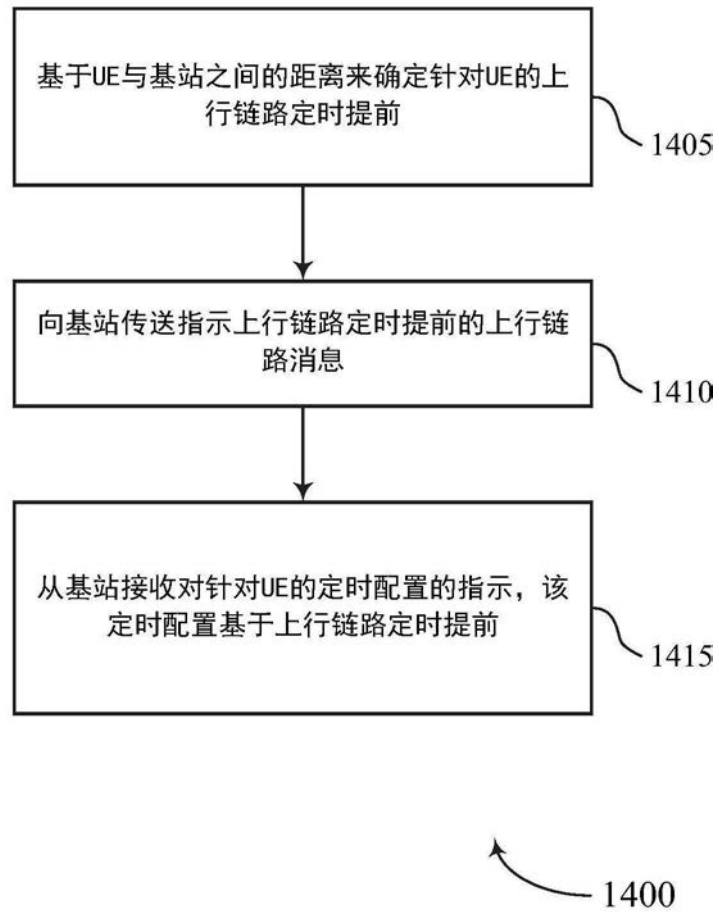 基于UE与基站之间的距离来确定针对UE的上
行链路定时提前
1405
向基站传送指示上行链路定时提前的上行链
路消息
1410
从基站接收对针对UE的定时配置的指示，该
定时配置基于上行链路定时提前
1415
1400